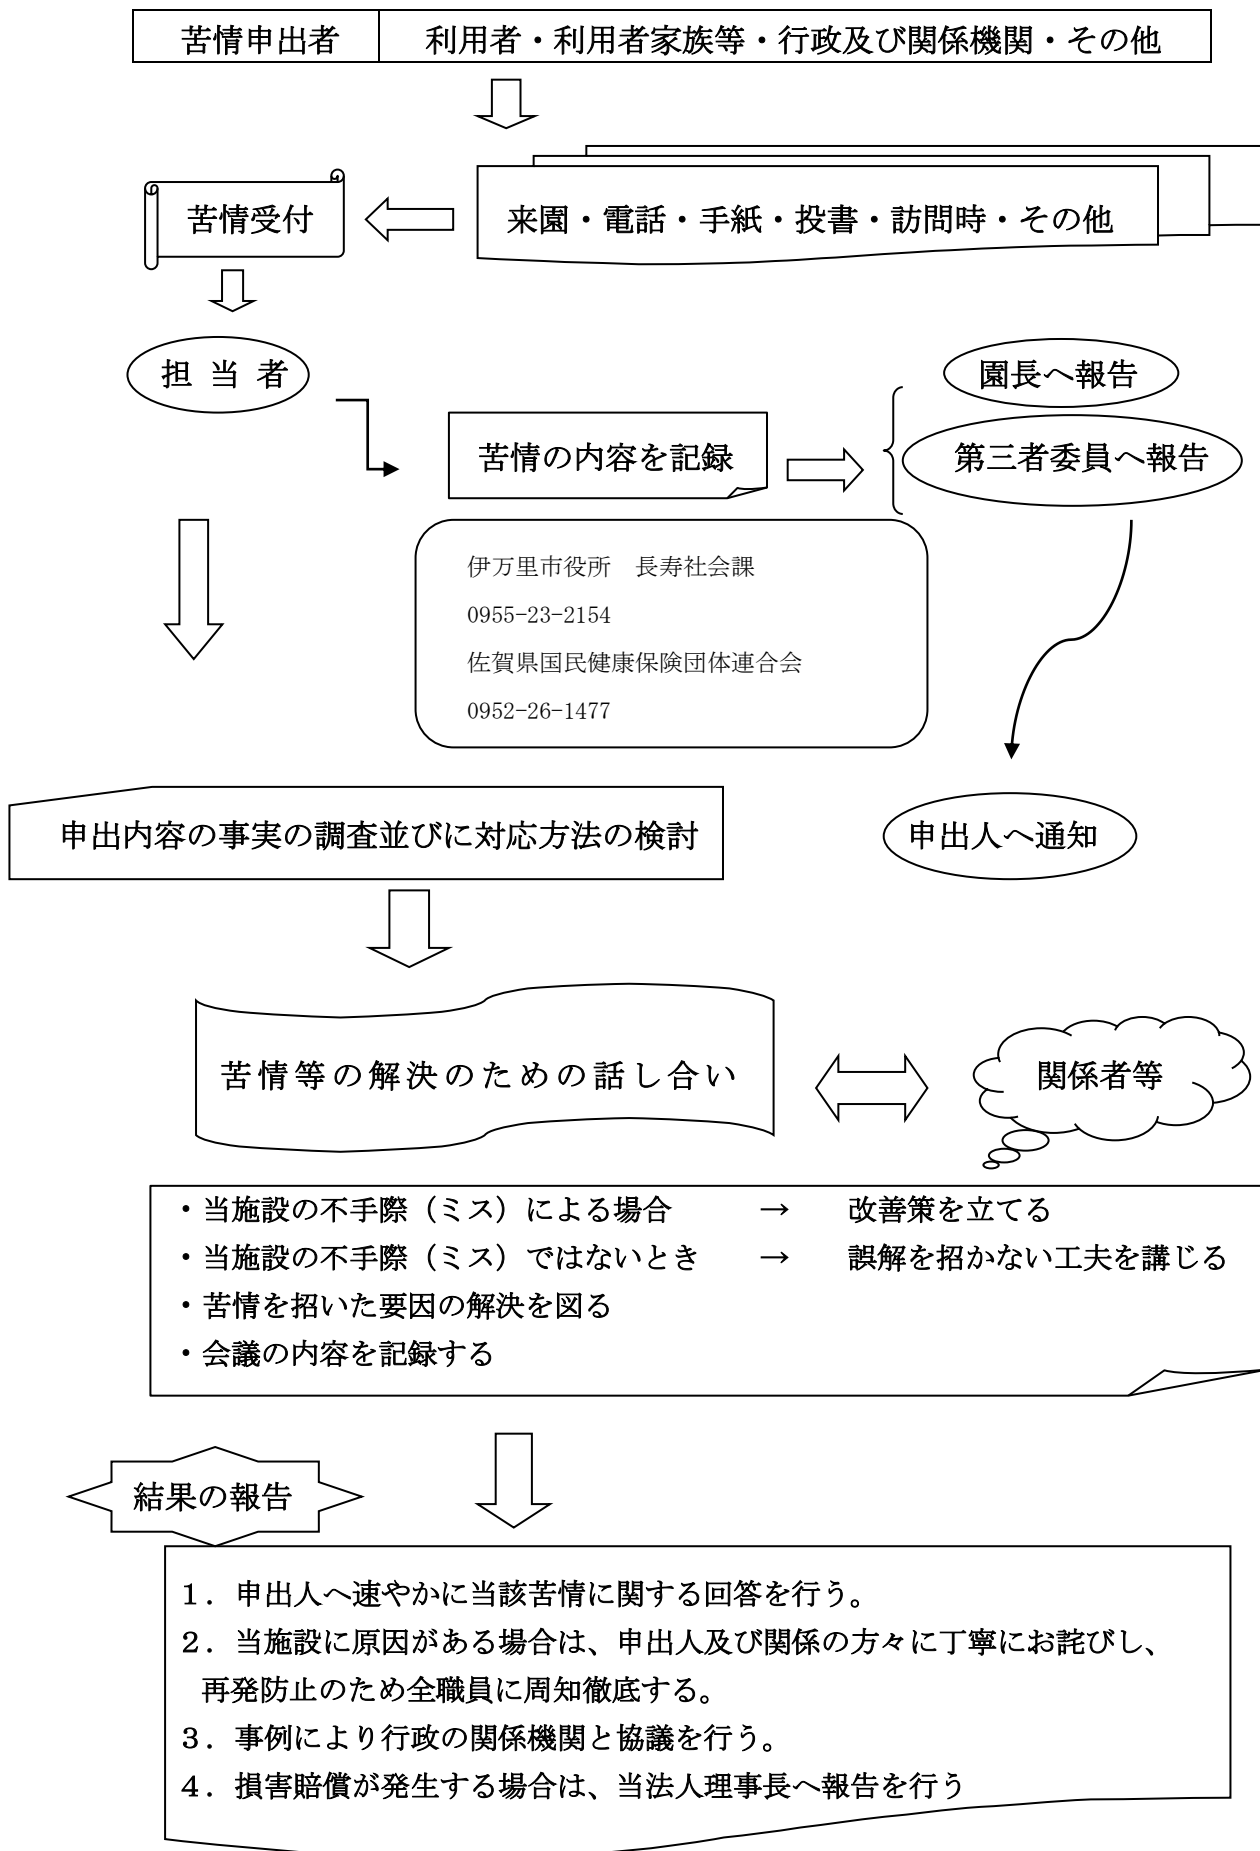 苦情申出者　利用者・利用者家族等・行政及び関係機関・その他
来園・電話・手紙・投書・訪問時・その他
苦情受付
担 当 者
苦情の内容を記録
園長へ報告
第三者委員へ報告
伊万里市役所　長寿社会課
0955-23-2154
佐賀県国民健康保険団体連合会
0952-26-1477
申出内容の事実の調査並びに対応方法の検討
申出人へ通知
苦情等の解決のための話し合い
関係者等
・当施設の不手際（ミス）による場合　→　改善策を立てる
・当施設の不手際（ミス）ではないとき　→　誤解を招かない工夫を講じる
・苦情を招いた要因の解決を図る
・会議の内容を記録する
結果の報告
１．申出人へ速やかに当該苦情に関する回答を行う。
２．当施設に原因がある場合は、申出人及び関係の方々に丁寧にお詫びし、
再発防止のため全職員に周知徹底する。
３．事例により行政の関係機関と協議を行う。
４．損害賠償が発生する場合は、当法人理事長へ報告を行う